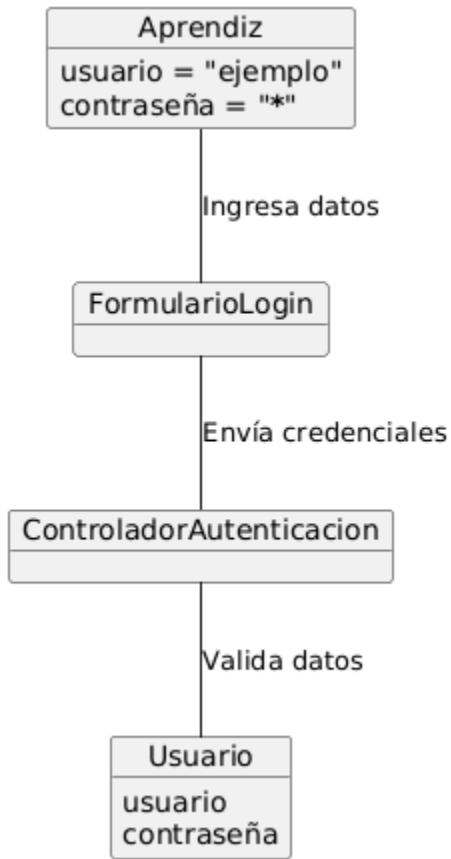 Aprendiz
usuario = "ejemplo"
contraseña = "*"
Ingresa datos
FormularioLogin
Envía credenciales
ControladorAutenticacion
Valida datos
Usuario
usuario
contraseña